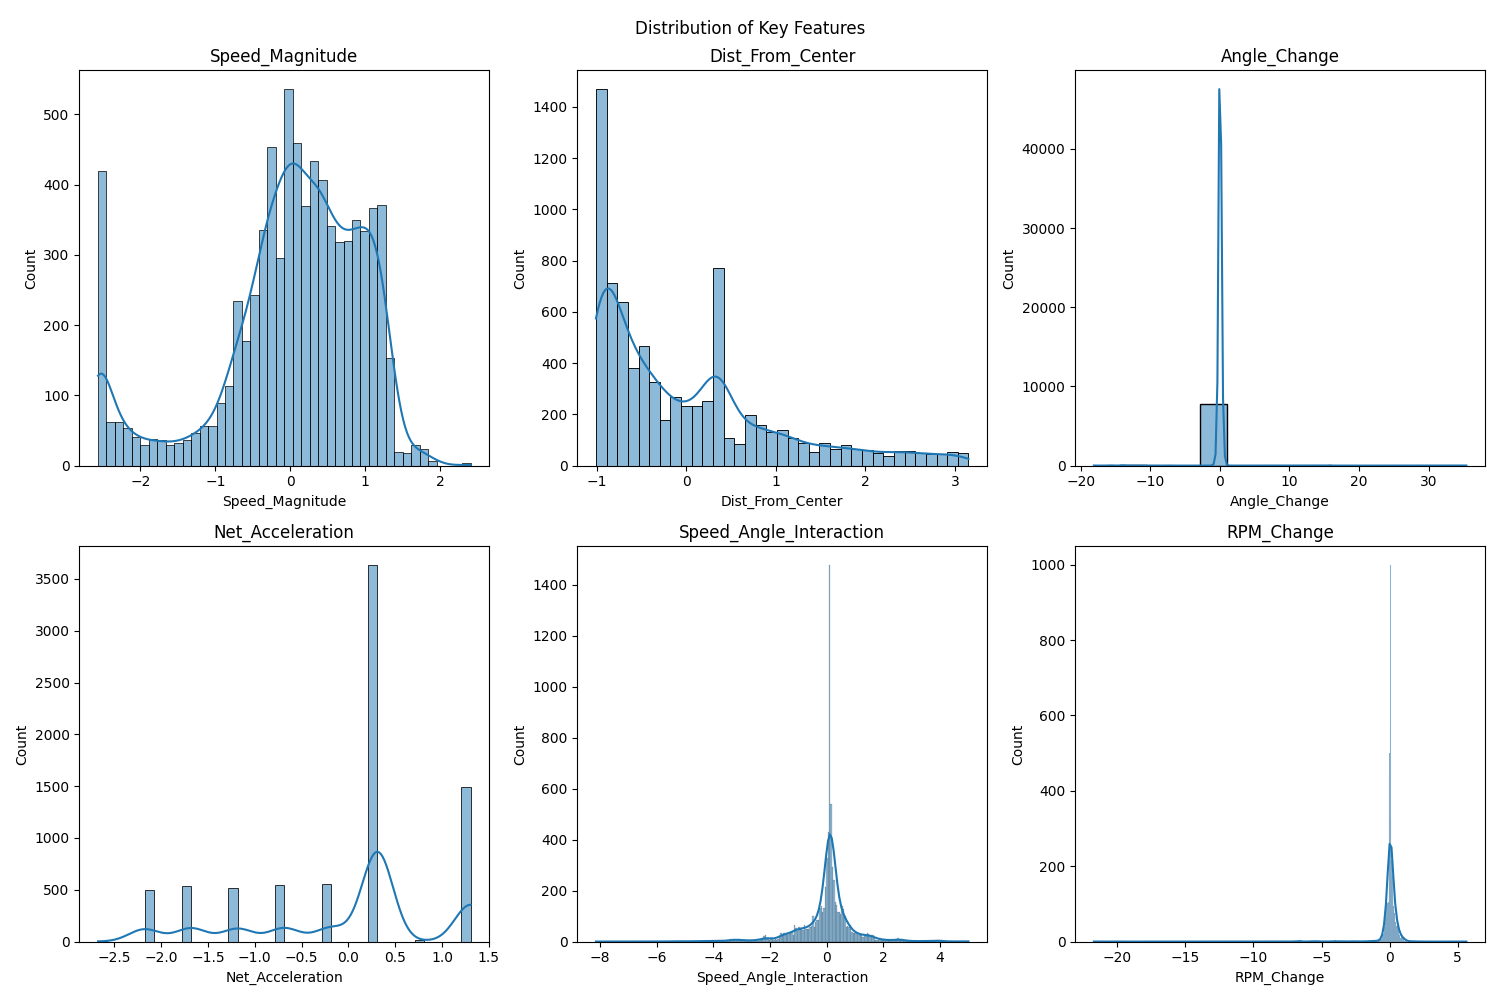 Distribution of Key Features
Speed_Magnitude
Count
500
400
300
200
100
0
−2 −1 0 1 2
Speed_Magnitude
Dist_From_Center
Count
1400
1200
1000
800
600
400
200
0
−1 0 1 2 3
Dist_From_Center
Angle_Change
Count
40000
30000
20000
10000
0
−20 −10 0 10 20 30
Angle_Change
Net_Acceleration
Count
3500
3000
2500
2000
1500
1000
500
0
−2.5 −2.0 −1.5 −1.0 −0.5 0.0 0.5 1.0 1.5
Net_Acceleration
Speed_Angle_Interaction
Count
1400
1200
1000
800
600
400
200
0
−8 −6 −4 −2 0 2 4
Speed_Angle_Interaction
RPM_Change
Count
1000
800
600
400
200
0
−20 −15 −10 −5 0 5
RPM_Change